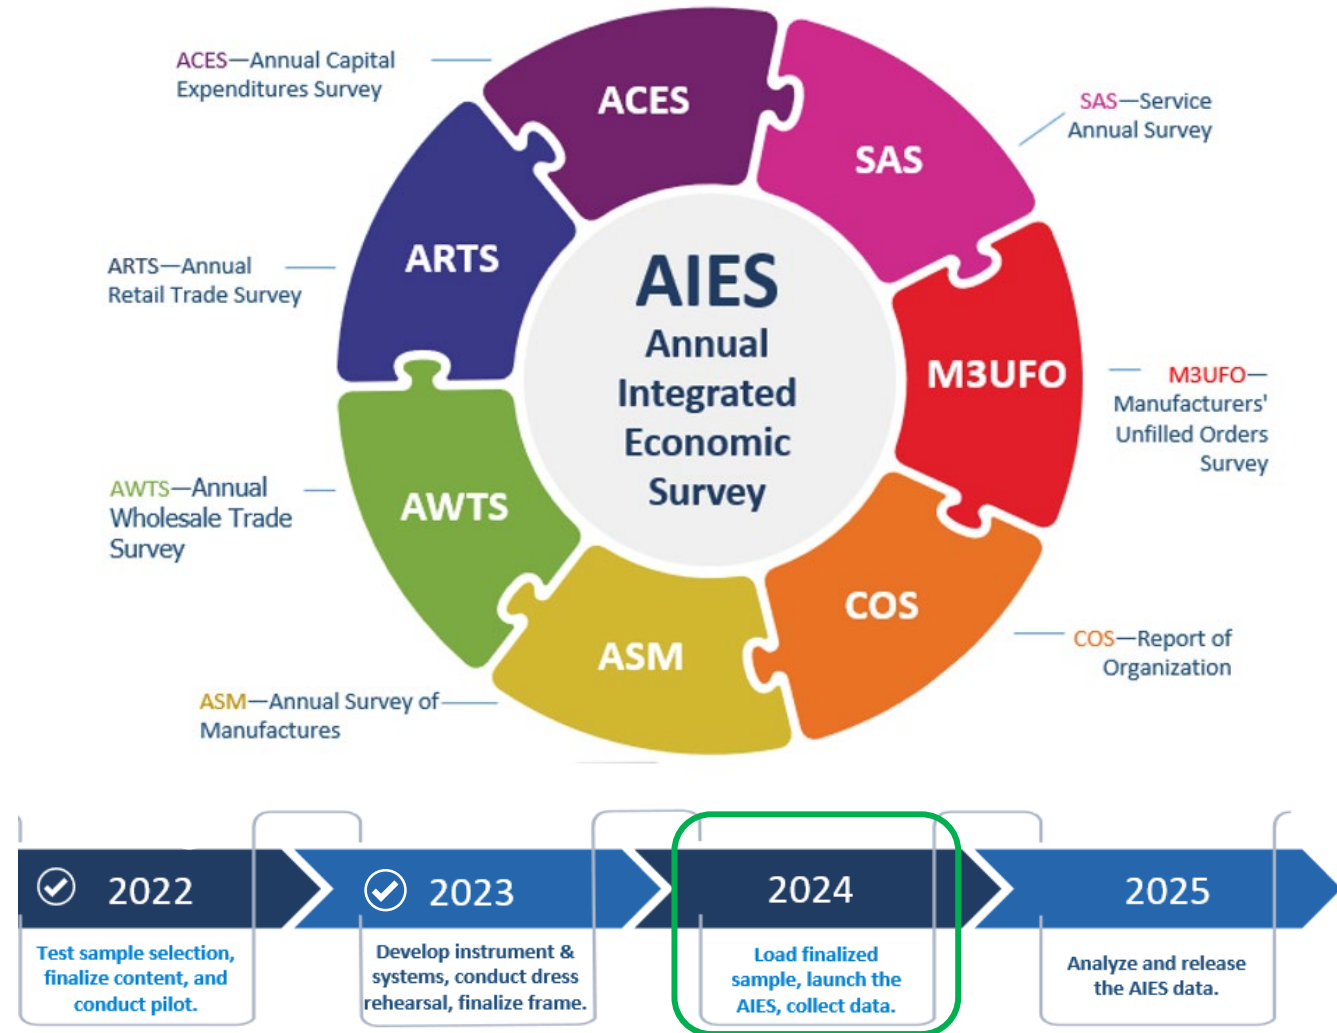 ACES—Annual Capital
Expenditures Survey
ACES
SAS
SAS—Service
Annual Survey
ARTS—Annual
Retail Trade Survey
ARTS
AIES
Annual
Integrated
Economic
Survey
M3UFO
M3UFO—
Manufacturers'
Unfilled Orders
Survey
AWTS—Annual
Wholesale Trade
Survey
AWTS
COS
COS—Report of
Organization
ASM
ASM—Annual Survey of
Manufactures
2022
Test sample selection,
finalize content, and
conduct pilot.
2023
Develop instrument &
systems, conduct dress
rehearsal, finalize frame.
2024
Load finalized
sample, launch the
AIES, collect data.
2025
Analyze and release
the AIES data.